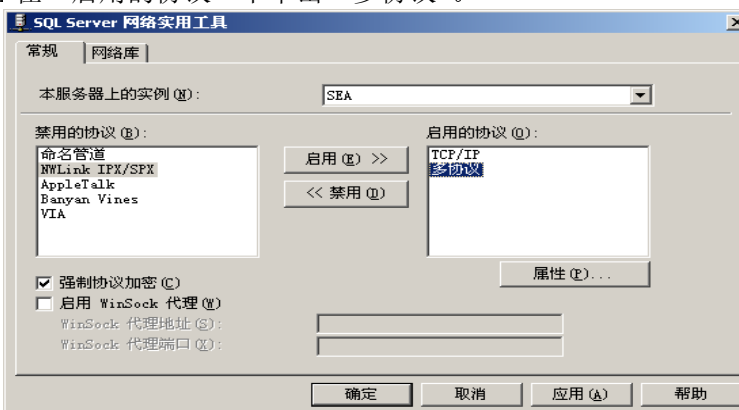 SQL Server 网络实用工具
常规 网络库
本服务器上的实例(N): SEA
禁用的协议(B): 启用的协议(O):
命名管道
NWLink IPX/SPX
AppleTalk
Banyan Vines
VIA
启用(E) >>
<< 禁用(D)
TCP/IP
多协议
属性(P)...
强制协议加密(C)
启用 WinSock 代理(W)
WinSock 代理地址(S):
WinSock 代理端口(X):
确定 取消 应用(A) 帮助